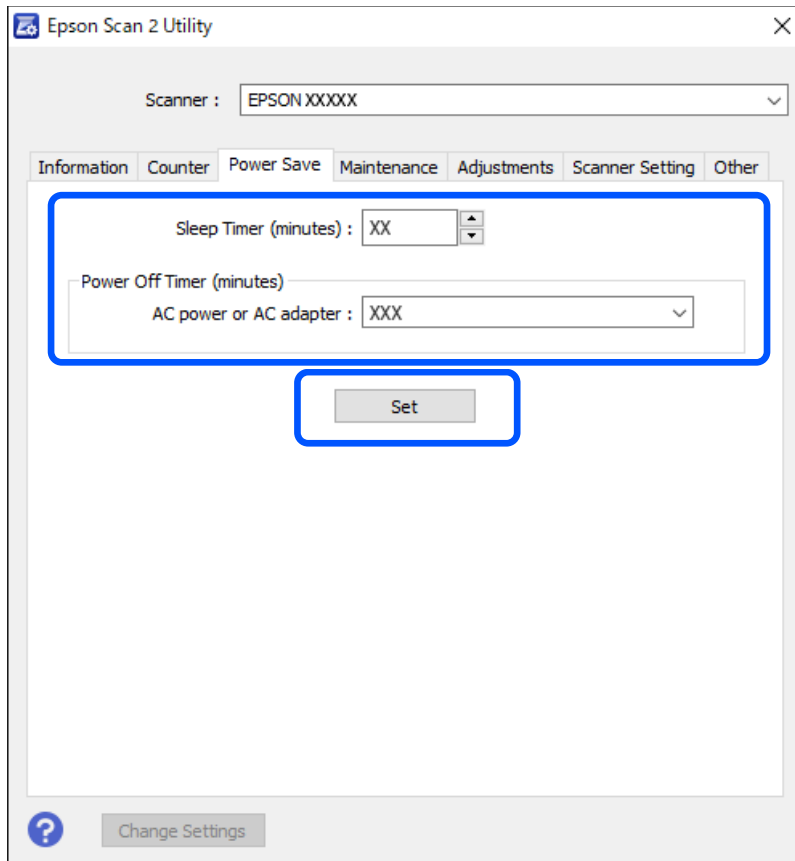 Epson Scan 2 Utility
Scanner : EPSON XXXXX
Information Counter Power Save Maintenance Adjustments Scanner Setting Other
Sleep Timer (minutes) : XX
Power Off Timer (minutes)
AC power or AC adapter : XXX
Set
? Change Settings